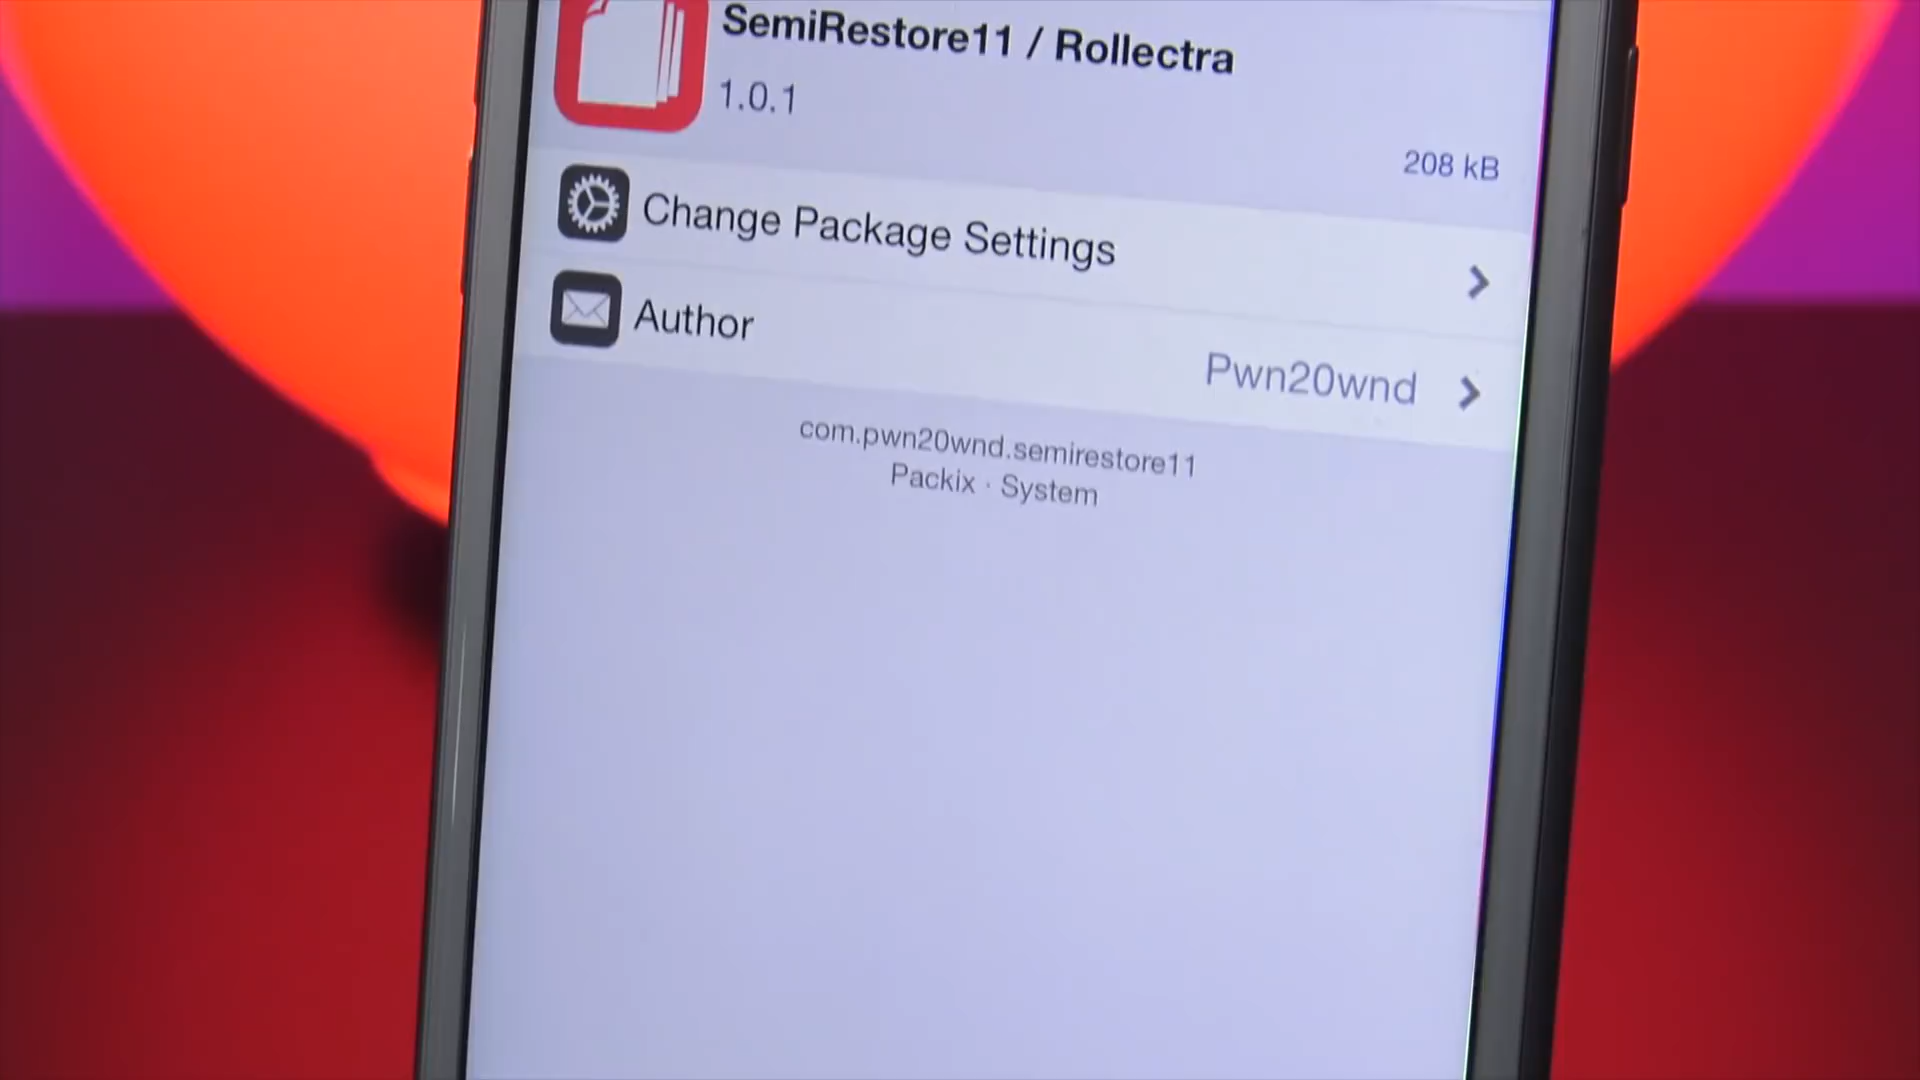 SemiRestore11 / Rollectra
1.0.1
208 kB
Change Package Settings
Author
Pwn20wnd
com.pwn20wnd.semirestore11
Packix · System